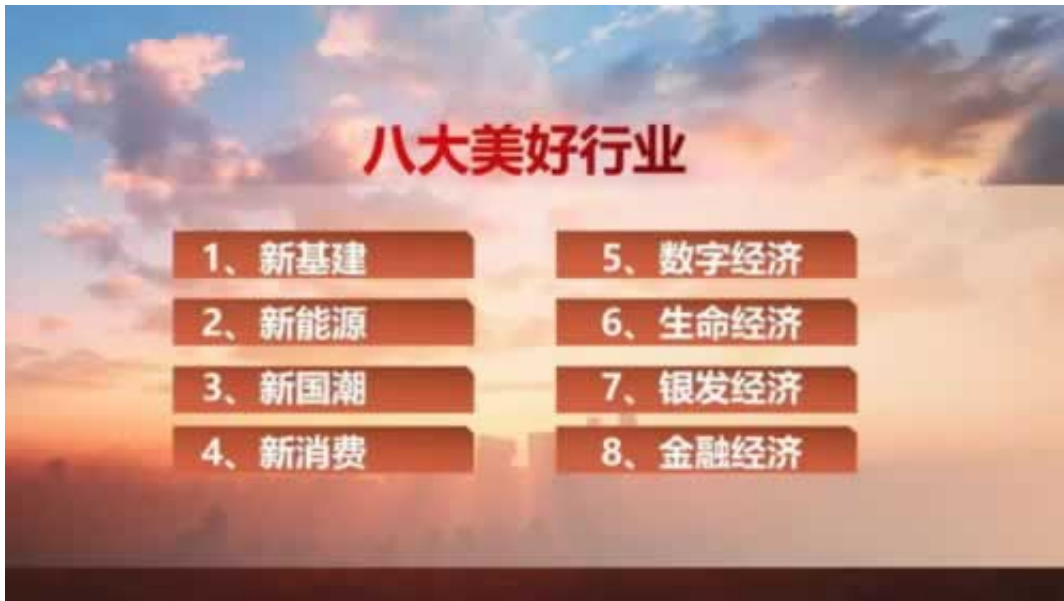 八大美好行业
1、新基建
2、新能源
3、新国潮
4、新消费
5、数字经济
6、生命经济
7、银发经济
8、金融经济